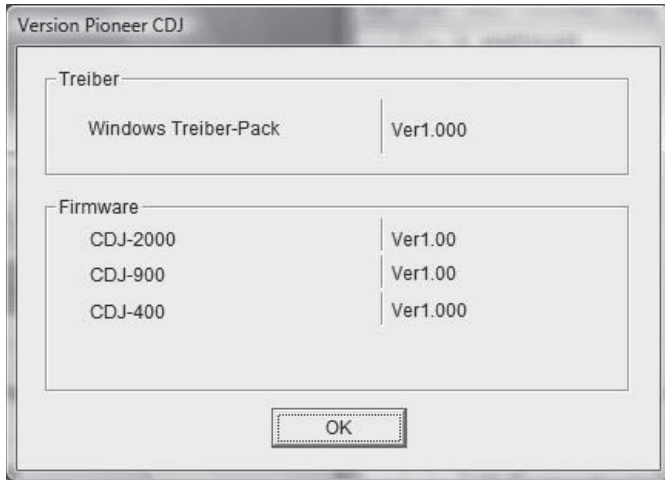 Version Pioneer CDJ
Treiber
Windows Treiber-Pack Ver1.000
Firmware
CDJ-2000 Ver1.00
CDJ-900 Ver1.00
CDJ-400 Ver1.000
OK